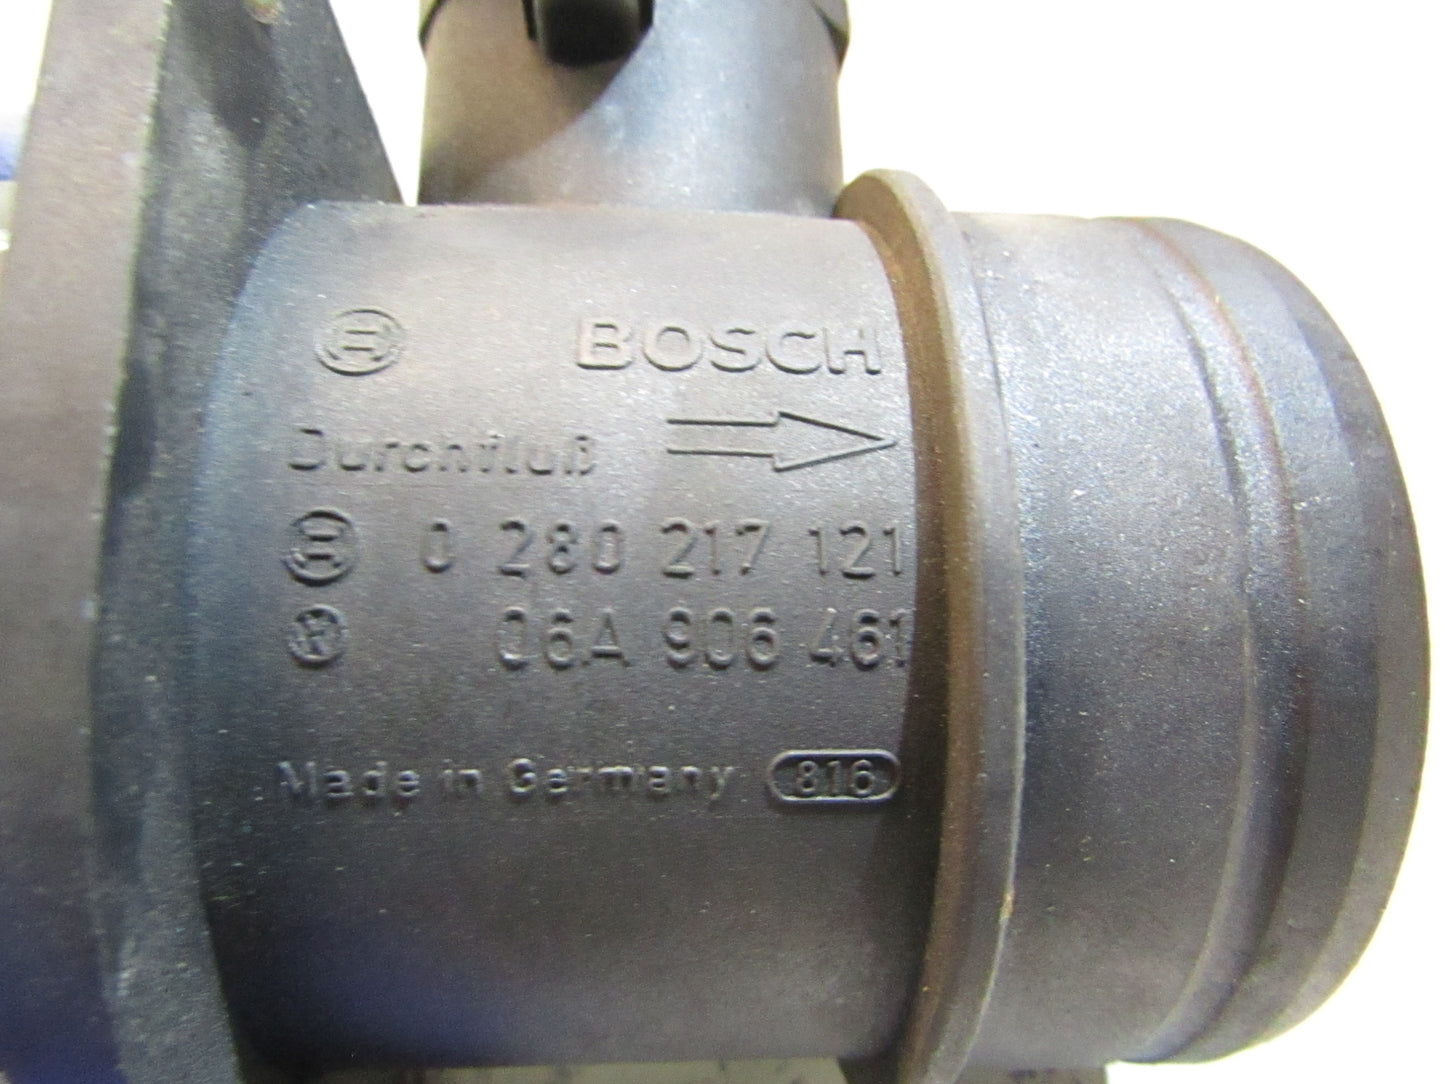 BOSCH
Durchfluß
0 280 217 121
06A 906 461
Made in Germany 816